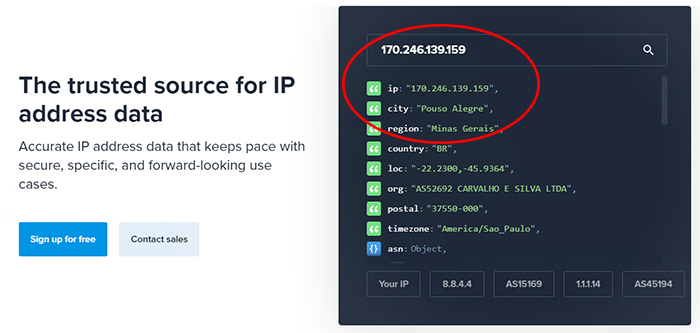 The trusted source for IP
address data
Accurate IP address data that keeps pace with
secure, specific, and forward-looking use
cases.
Sign up for free
Contact sales
170.246.139.159
ip: "170.246.139.159",
city: "Pouso Alegre",
region: "Minas Gerais",
country: "BR",
loc: "-22.2300,-45.9364",
org: "AS52692 CARVALHO E SILVA LTDA",
postal: "37550-000",
timezone: "America/Sao_Paulo",
{} asn: Object,
Your IP
8.8.4.4
AS15169
1.1.1.14
AS45194